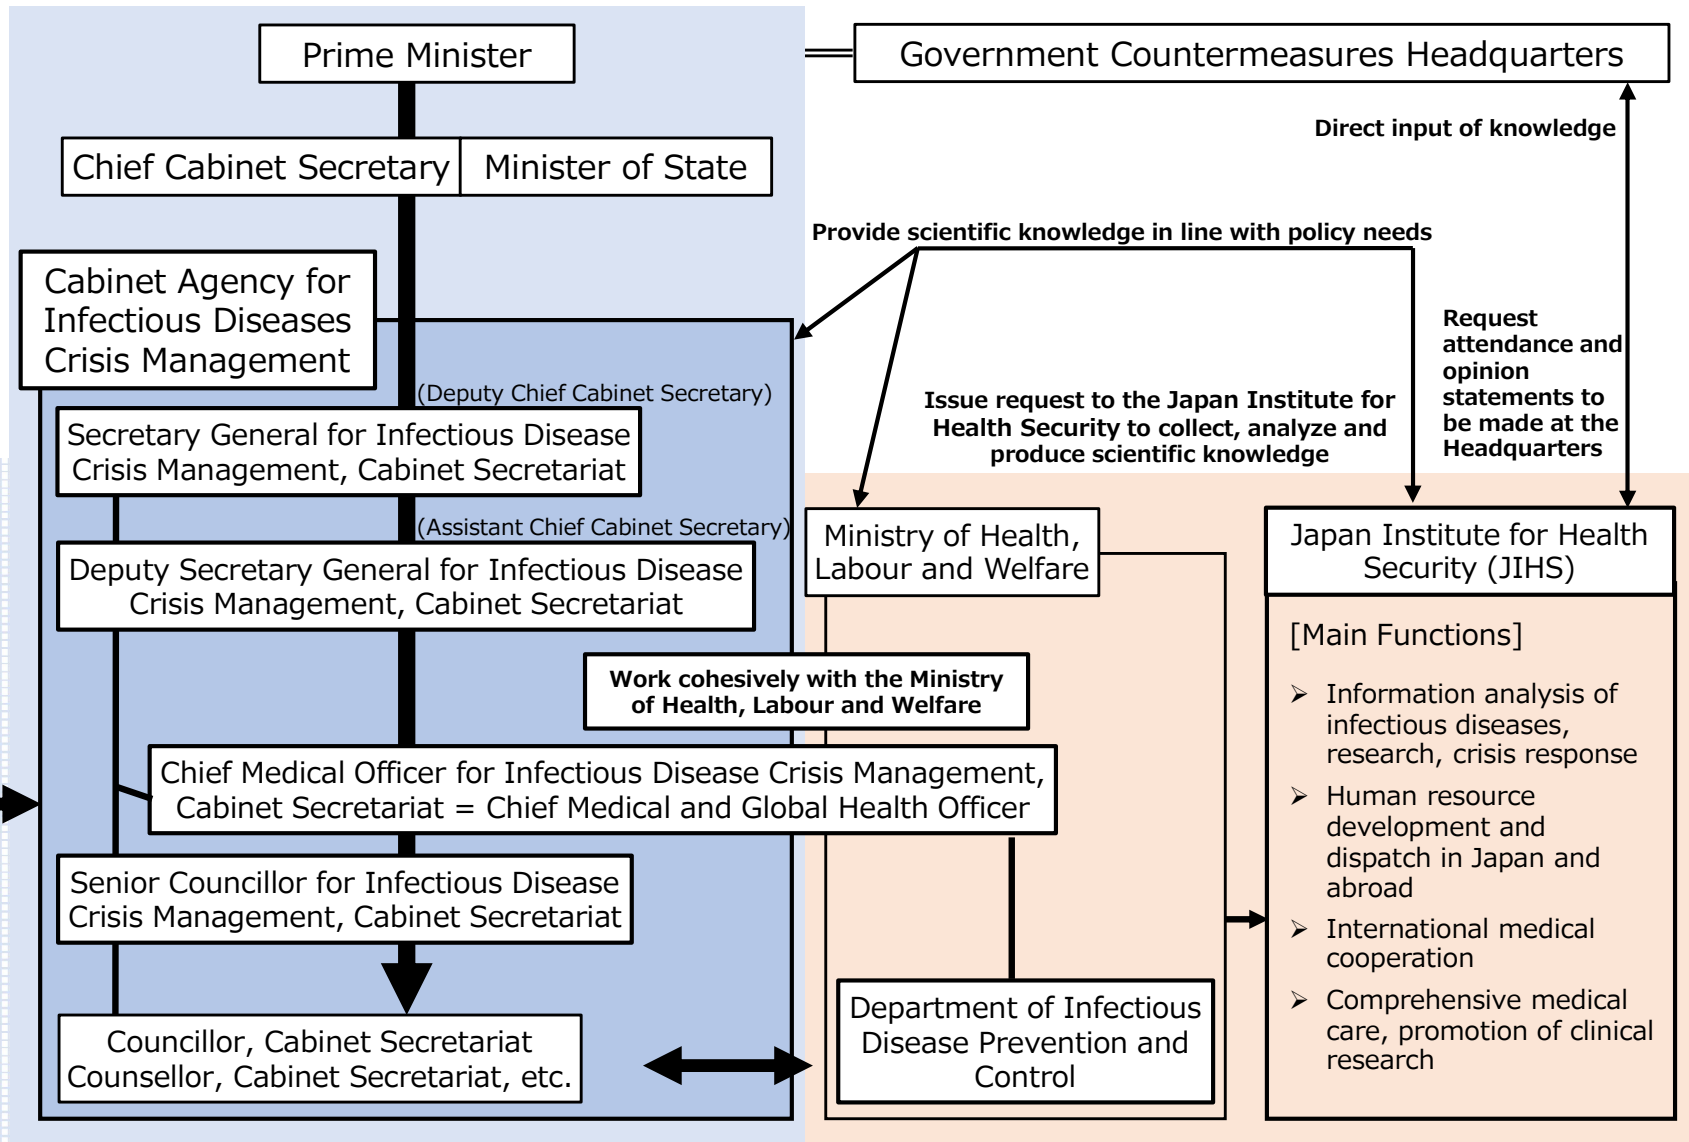 Prime Minister
Government Countermeasures Headquarters
Direct input of knowledge
Chief Cabinet Secretary
Minister of State
Provide scientific knowledge in line with policy needs
Cabinet Agency for
Infectious Diseases
Crisis Management
Request
attendance and
opinion
statements to
be made at the
Headquarters
Issue request to the Japan Institute for
Health Security to collect, analyze and
produce scientific knowledge
(Deputy Chief Cabinet Secretary)
Secretary General for Infectious Disease
Crisis Management, Cabinet Secretariat
(Assistant Chief Cabinet Secretary)
Deputy Secretary General for Infectious Disease
Crisis Management, Cabinet Secretariat
Ministry of Health,
Labour and Welfare
Japan Institute for Health
Security (JIHS)
Work cohesively with the Ministry
of Health, Labour and Welfare
Chief Medical Officer for Infectious Disease Crisis Management,
Cabinet Secretariat = Chief Medical and Global Health Officer
Senior Councillor for Infectious Disease
Crisis Management, Cabinet Secretariat
Councillor, Cabinet Secretariat
Counsellor, Cabinet Secretariat, etc.
Department of Infectious
Disease Prevention and
Control
[Main Functions]
➢ Information analysis of
infectious diseases,
research, crisis response
➢ Human resource
development and
dispatch in Japan and
abroad
➢ International medical
cooperation
➢ Comprehensive medical
care, promotion of clinical
research